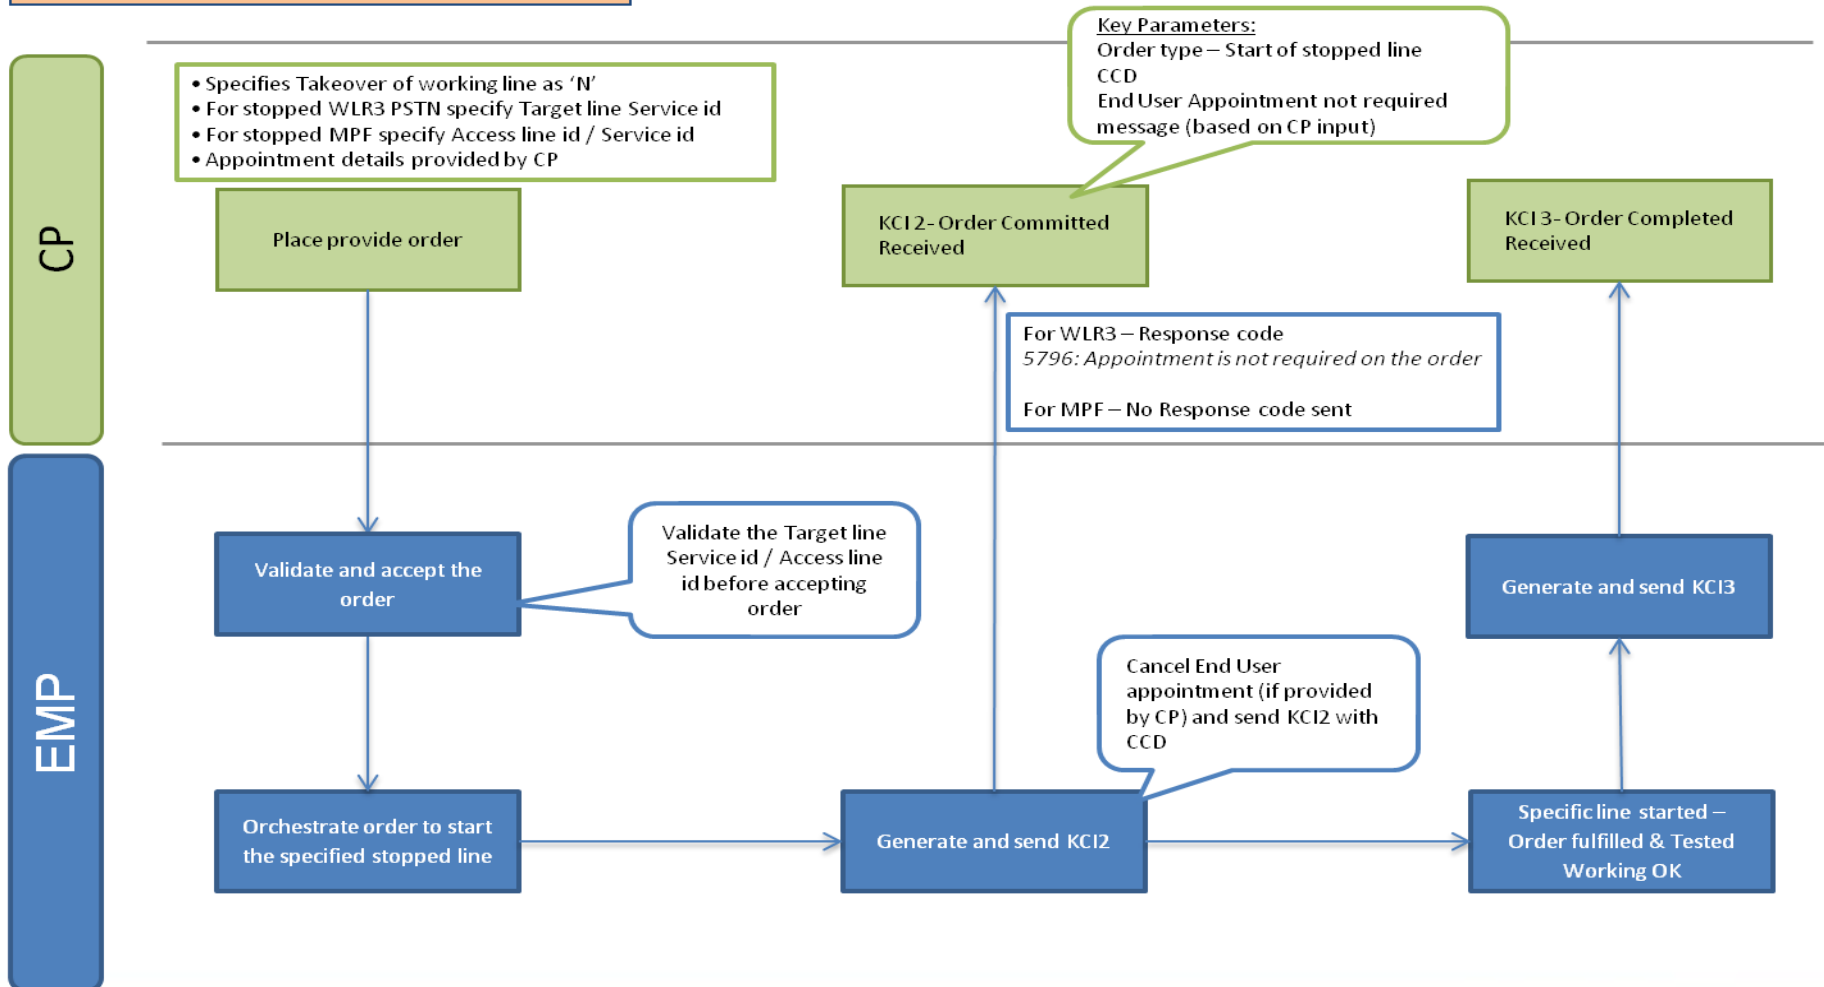 Key Parameters:
Order type – Start of stopped line
CCD
End User Appointment not required
message (based on CP input)
• Specifies Takeover of working line as ‘N’
• For stopped WLR3 PSTN specify Target line Service id
• For stopped MPF specify Access line id / Service id
• Appointment details provided by CP
CP
Place provide order
KCI 2- Order Committed
Received
KCI 3- Order Completed
Received
For WLR3 – Response code
5796: Appointment is not required on the order
For MPF – No Response code sent
EMP
Validate and accept the
order
Validate the Target line
Service id / Access line
id before accepting
order
Generate and send KCI3
Cancel End User
appointment (if provided
by CP) and send KCI2 with
CCD
Orchestrate order to start
the specified stopped line
Generate and send KCI2
Specific line started –
Order fulfilled & Tested
Working OK